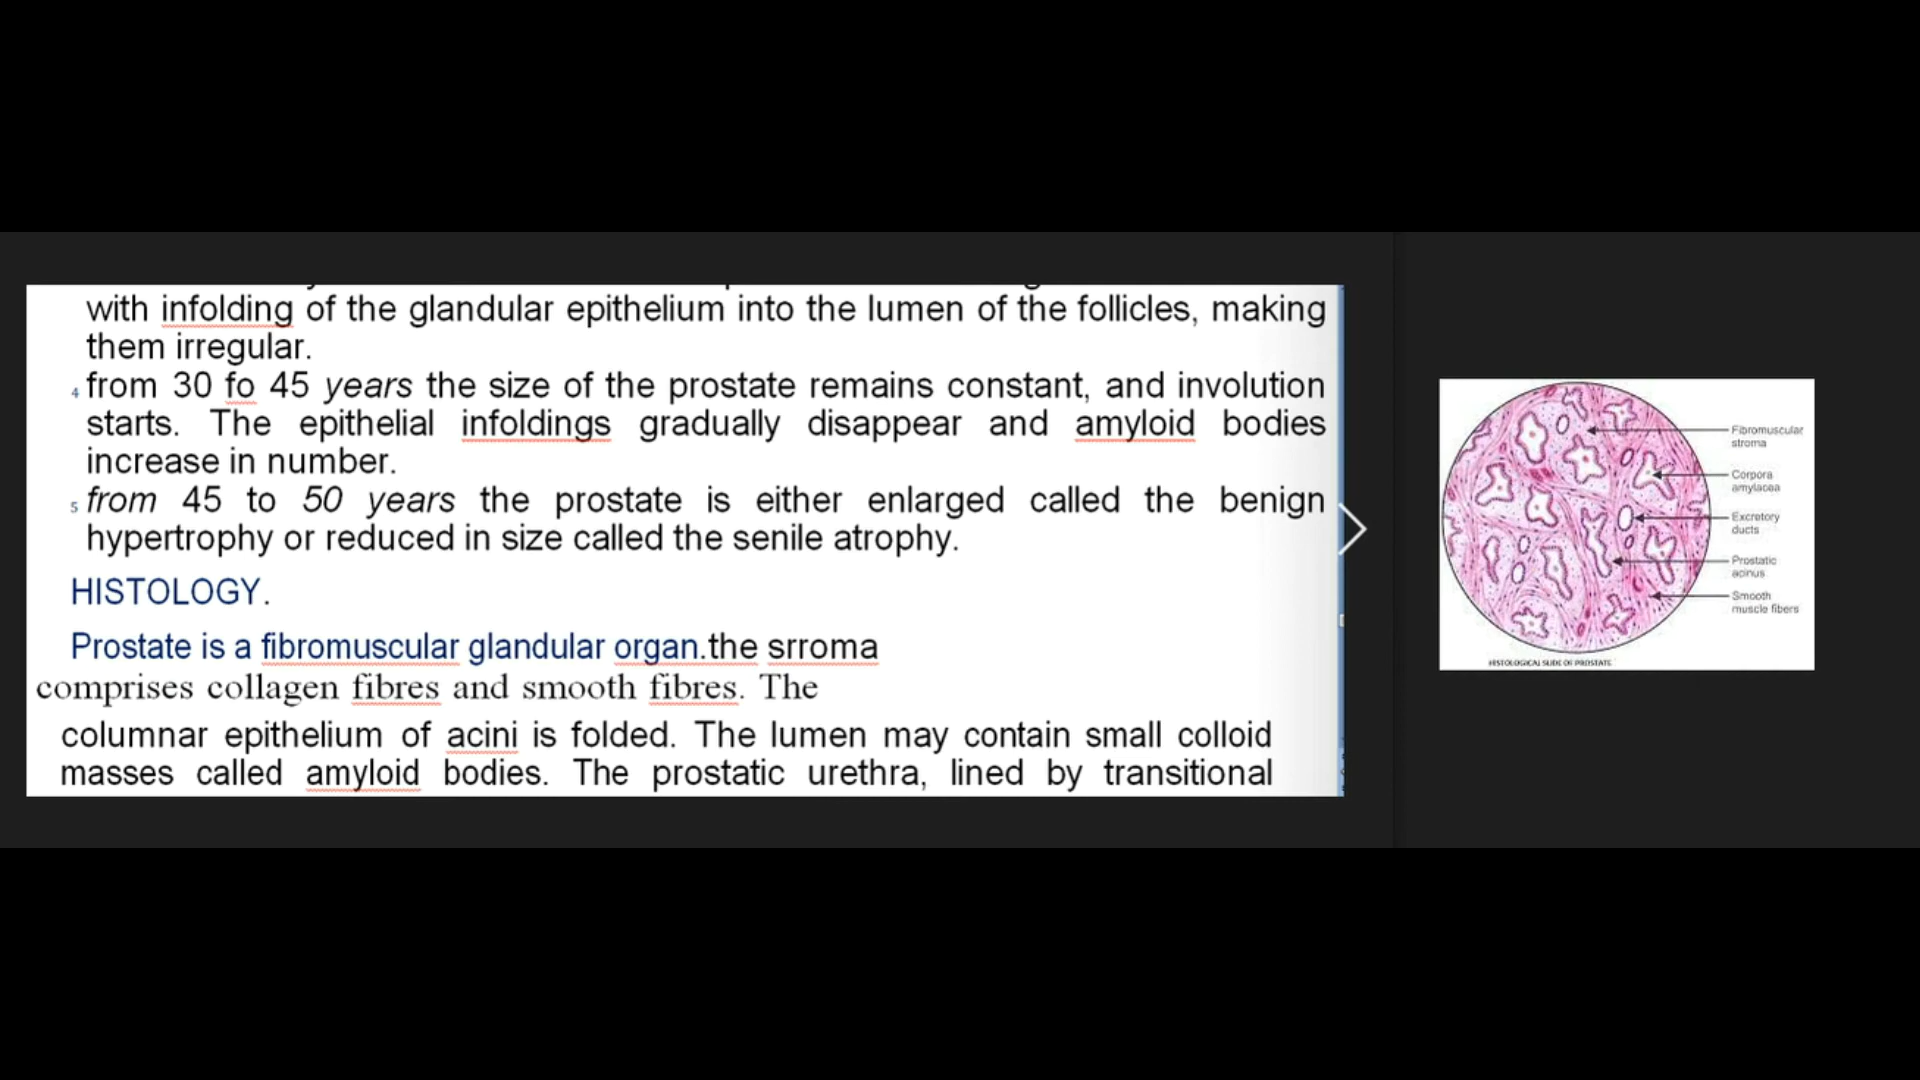 with infolding of the glandular epithelium into the lumen of the follicles, making
them irregular.
4 from 30 fo 45 years the size of the prostate remains constant, and involution
starts. The epithelial infoldings gradually disappear and amyloid bodies
increase in number.
5 from 45 to 50 years the prostate is either enlarged called the benign
hypertrophy or reduced in size called the senile atrophy.
HISTOLOGY.
Prostate is a fibromuscular glandular organ.the srroma
comprises collagen fibres and smooth fibres. The
columnar epithelium of acini is folded. The lumen may contain small colloid
masses called amyloid bodies. The prostatic urethra, lined by transitional
Fibromuscular
stroma
Corpora
amylacea
Excretory
ducts
Prostatic
acinus
Smooth
muscle fibers
HISTOLOGICAL SLIDE OF PROSTATE